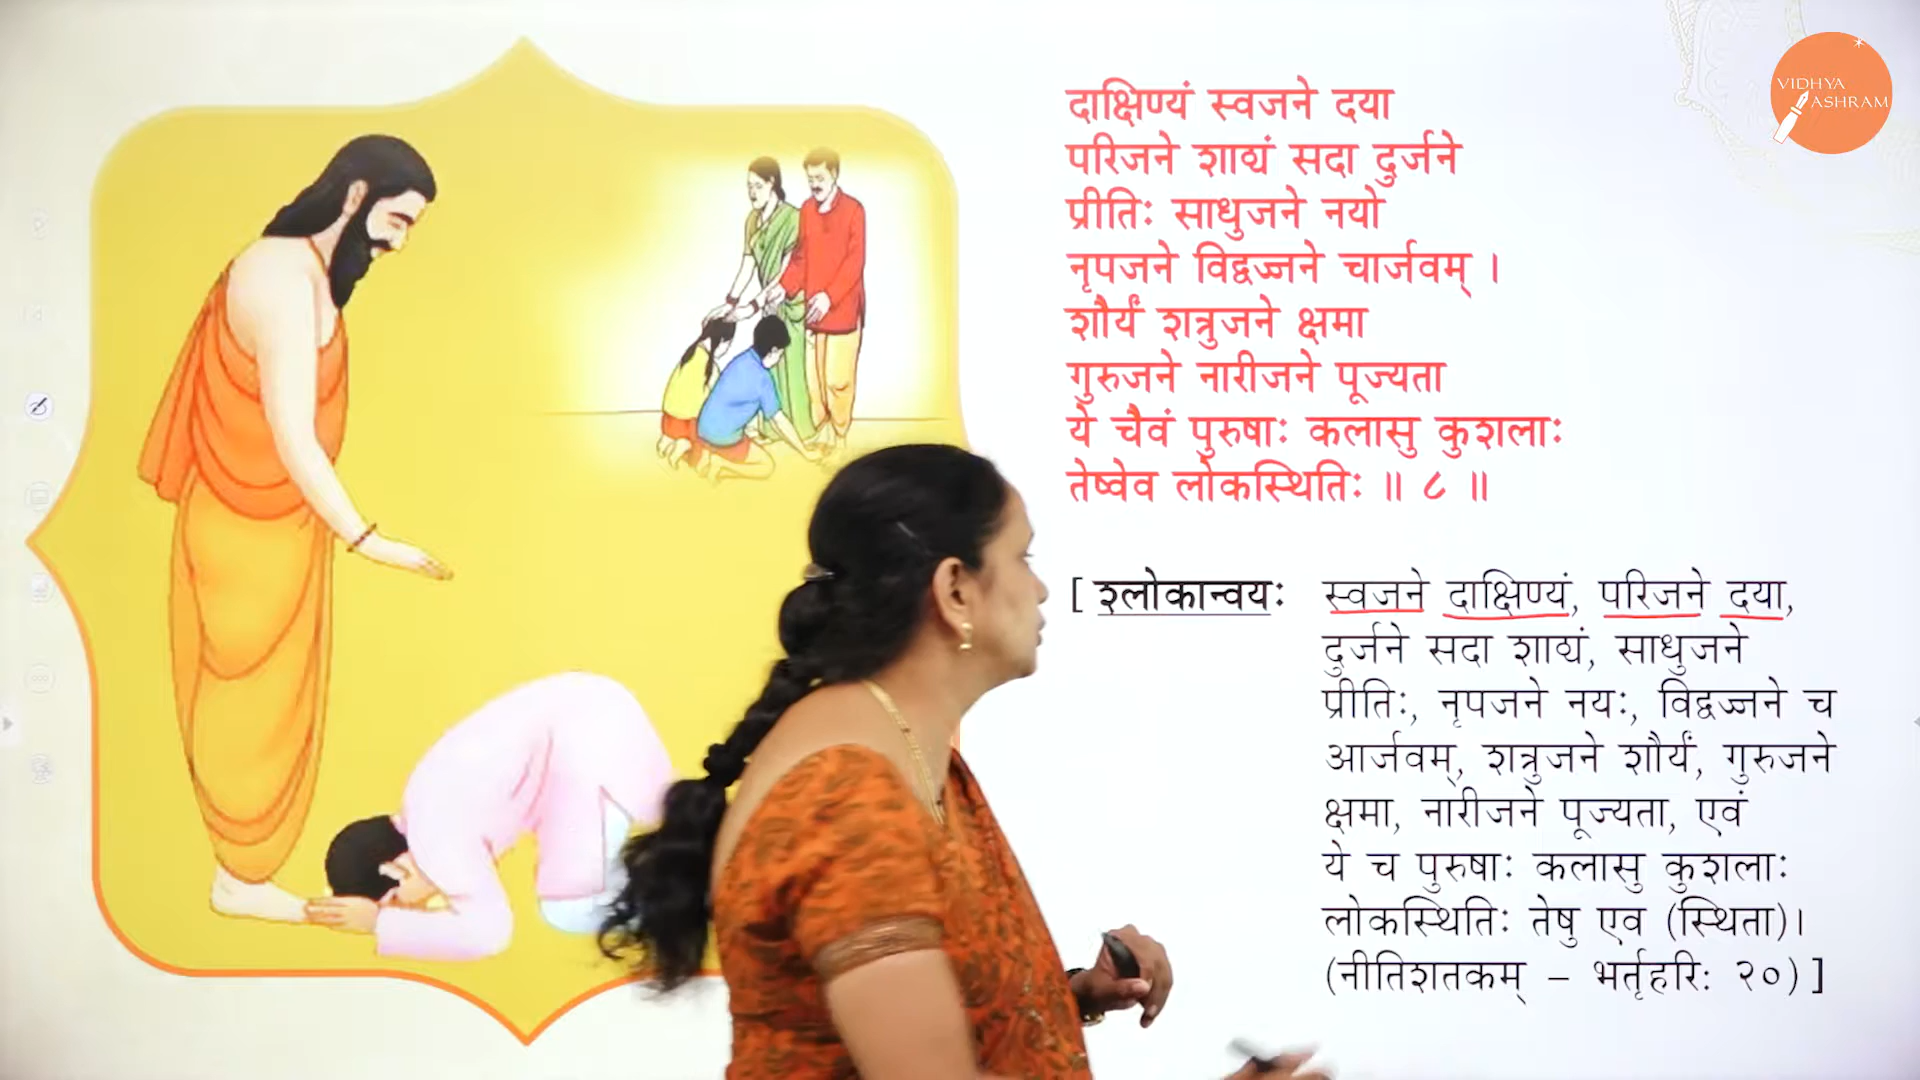 VIDHYA
ASHRAM
दाक्षिण्यं स्वजने दया
परिजने शाठ्यं सदा दुर्जने
प्रीतिः साधुजने नयो
नृपजने विद्वज्जने चार्जवम् ।
शौर्यं शत्रुजने क्षमा
गुरुजने नारीजने पूज्यता
ये चैवं पुरुषाः कलासु कुशलाः
तेष्वेव लोकस्थितिः ॥ ८ ॥
[ श्लोकान्वयः स्वजने दाक्षिण्यं, परिजने दया,
दुर्जने सदा शाठ्यं, साधुजने
प्रीतिः, नृपजने नयः, विद्वज्जने च
आर्जवम्, शत्रुजने शौर्यं, गुरुजने
क्षमा, नारीजने पूज्यता, एवं
ये च पुरुषाः कलासु कुशलाः
लोकस्थितिः तेषु एव (स्थिता)।
(नीतिशतकम् – भर्तृहरिः २०) ]